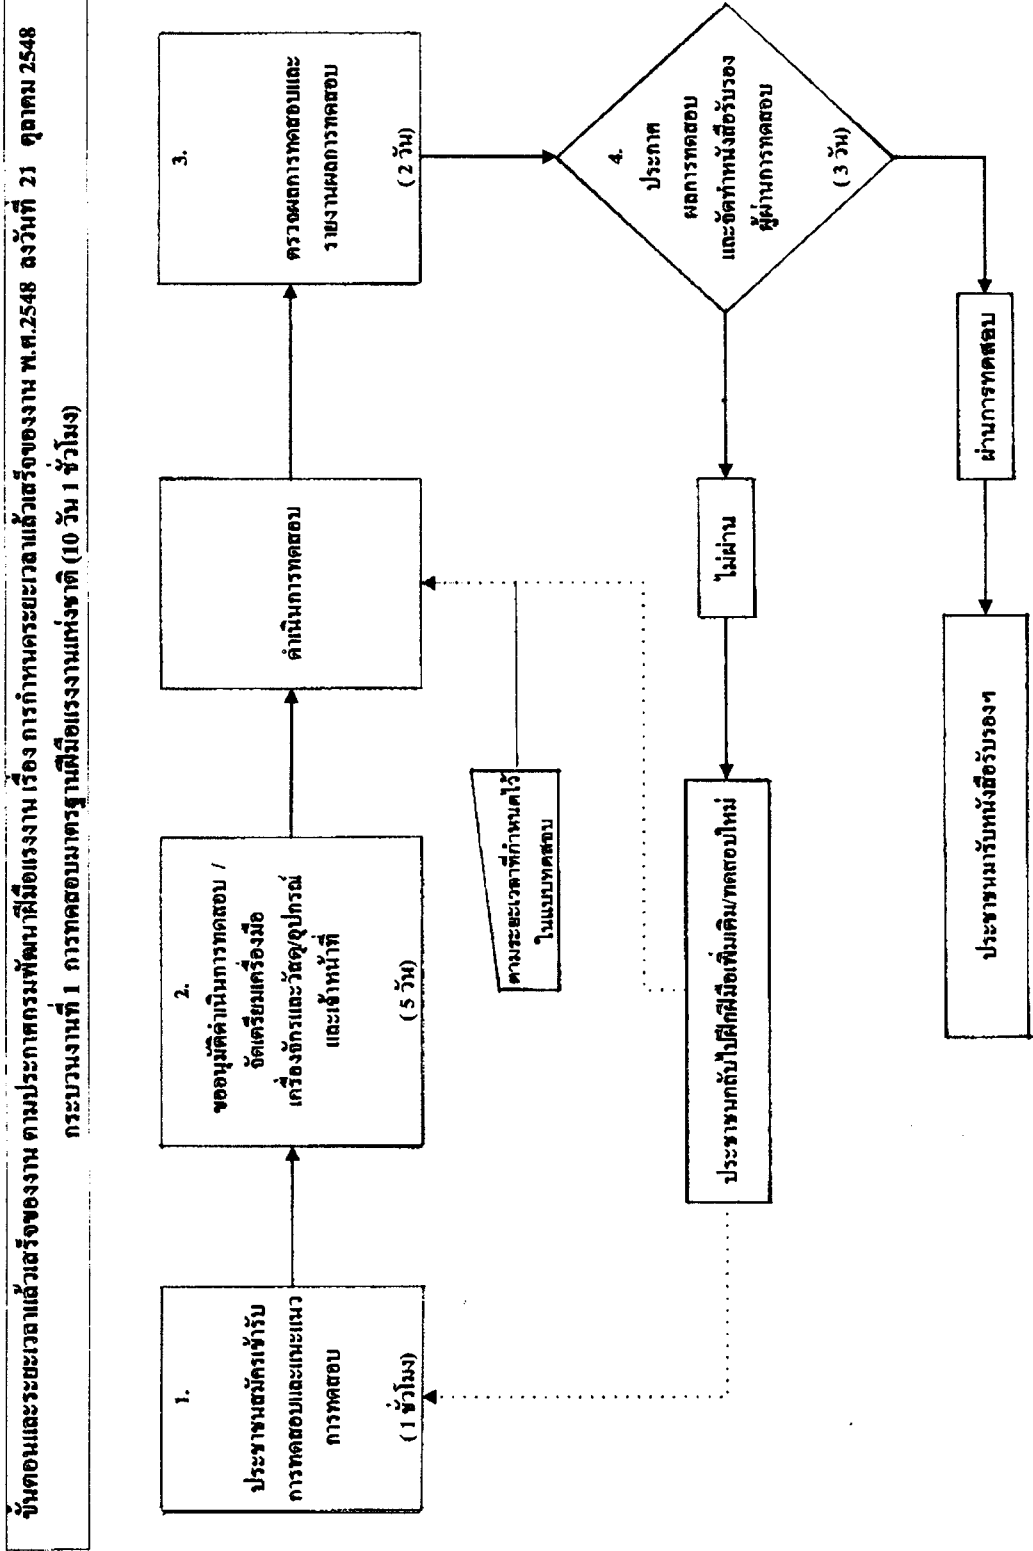 ขั้นตอนและระยะเวลาแล้วเสร็จของงาน ตามประกาศกรมพัฒนาฝีมือแรงงาน เรื่อง การกำหนดระยะเวลาแล้วเสร็จของงาน พ.ศ.2548 ลงวันที่ 21 ตุลาคม 2548
กระบวนงานที่ 1 การทดสอบมาตรฐานฝีมือแรงงานแห่งชาติ (10 วัน 1 ชั่วโมง)
1.
ประชาชนสมัครเข้ารับ
การทดสอบและแนะแนว
การทดสอบ
( 1 ชั่วโมง)
2.
ขออนุมัติดำเนินการทดสอบ /
จัดเตรียมเครื่องมือ
เครื่องจักรและวัสดุ/อุปกรณ์
และเจ้าหน้าที่
( 5 วัน)
ดำเนินการทดสอบ
ตามระยะเวลาที่กำหนดไว้
ในแบบทดสอบ
3.
ตรวจผลการทดสอบและ
รายงานผลการทดสอบ
( 2 วัน)
4.
ประกาศ
ผลการทดสอบ
และจัดทำหนังสือรับรอง
ผู้ผ่านการทดสอบ
( 3 วัน)
ไม่ผ่าน
ประชาชนกลับไปฝึกฝีมือเพิ่มเติม/ทดสอบใหม่
ผ่านการทดสอบ
ประชาชนมารับหนังสือรับรองฯ